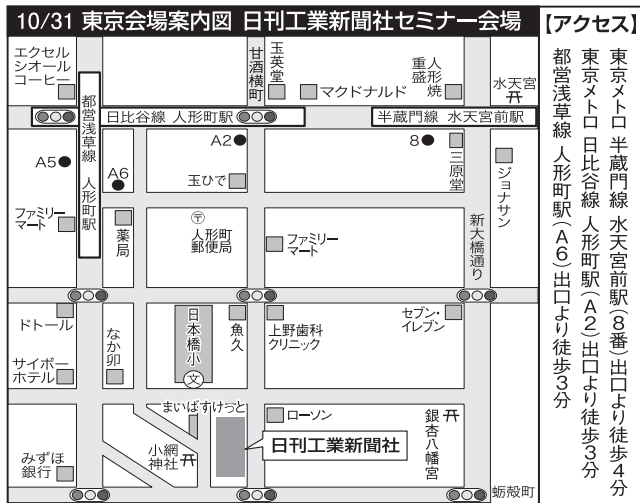 10/31 東京会場案内図 日刊工業新聞社セミナー会場
【アクセス】
東京メトロ 半蔵門線 水天宮前駅(8番)出口より徒歩4分
東京メトロ 日比谷線 人形町駅(A2)出口より徒歩3分
都営浅草線 人形町駅(A6)出口より徒歩3分
エクセル
シオール
コーヒー
甘酒横町
玉英堂
マクドナルド
人形焼
重盛
水天宮
都営浅草線 人形町駅
日比谷線 人形町駅
半蔵門線 水天宮前駅
A5
A6
A2
8
玉ひで
三原堂
ジョナサン
ファミリー
マート
薬局
〒
人形町
郵便局
ファミリー
マート
新大橋通り
ドトール
なか卯
日本橋小
文
魚久
上野歯科
クリニック
セブン・
イレブン
サイボー
ホテル
まいばすけっと
ローソン
銀杏八幡宮
みずほ
銀行
小網
神社
日刊工業新聞社
蛎殻町